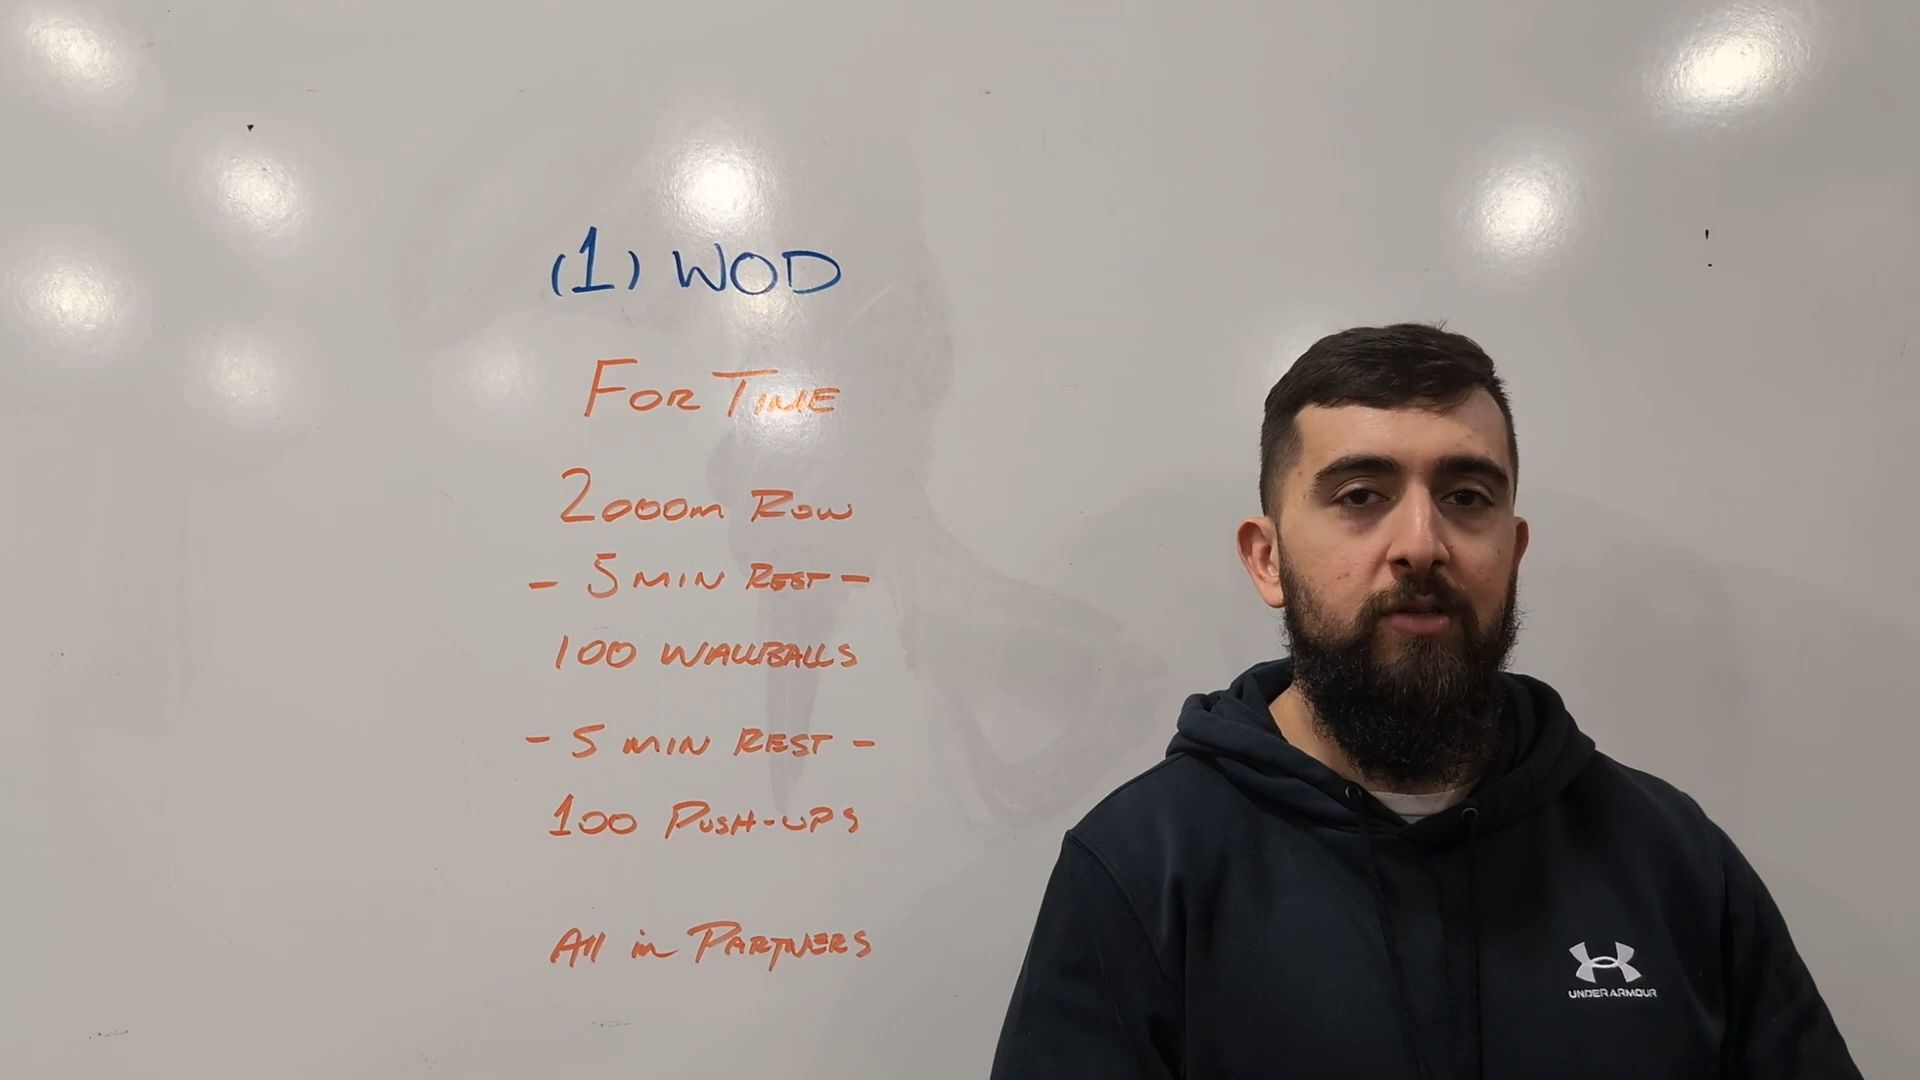 (1) WOD
FOR TIME
2000m ROW
- 5 MIN REST -
100 WALLBALLS
- 5 MIN REST -
100 PUSH-UPS
All in PARTNERS
UNDER ARMOUR